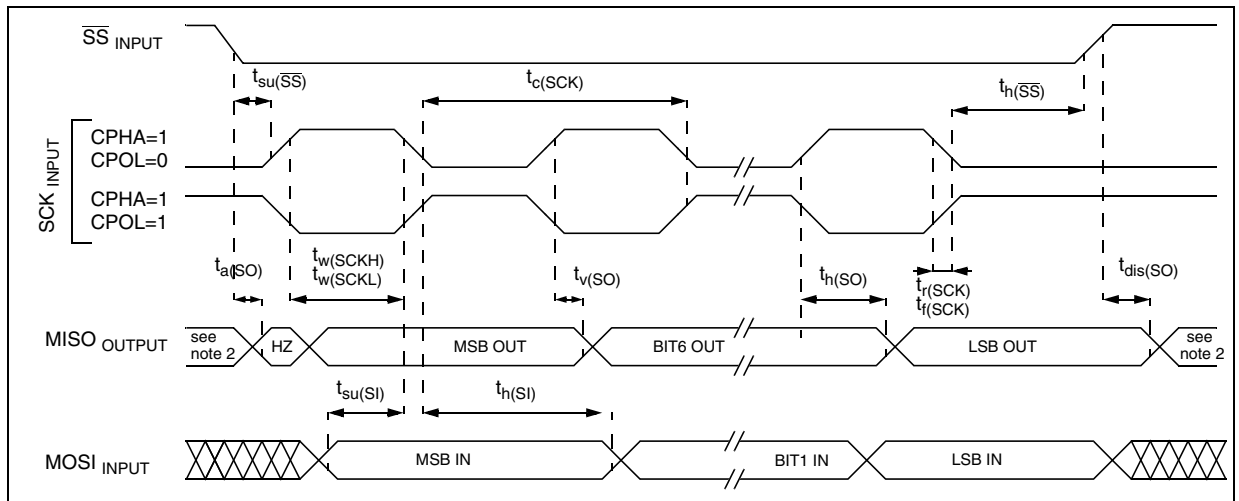 SS INPUT
tsu(SS)
tc(SCK)
th(SS)
SCK INPUT
CPHA=1
CPOL=0
CPHA=1
CPOL=1
ta(SO)
tw(SCKH)
tw(SCKL)
tv(SO)
th(SO)
tr(SCK)
tf(SCK)
tdis(SO)
MISO OUTPUT
see
note 2
HZ
MSB OUT
BIT6 OUT
LSB OUT
see
note 2
tsu(SI)
th(SI)
MOSI INPUT
MSB IN
BIT1 IN
LSB IN